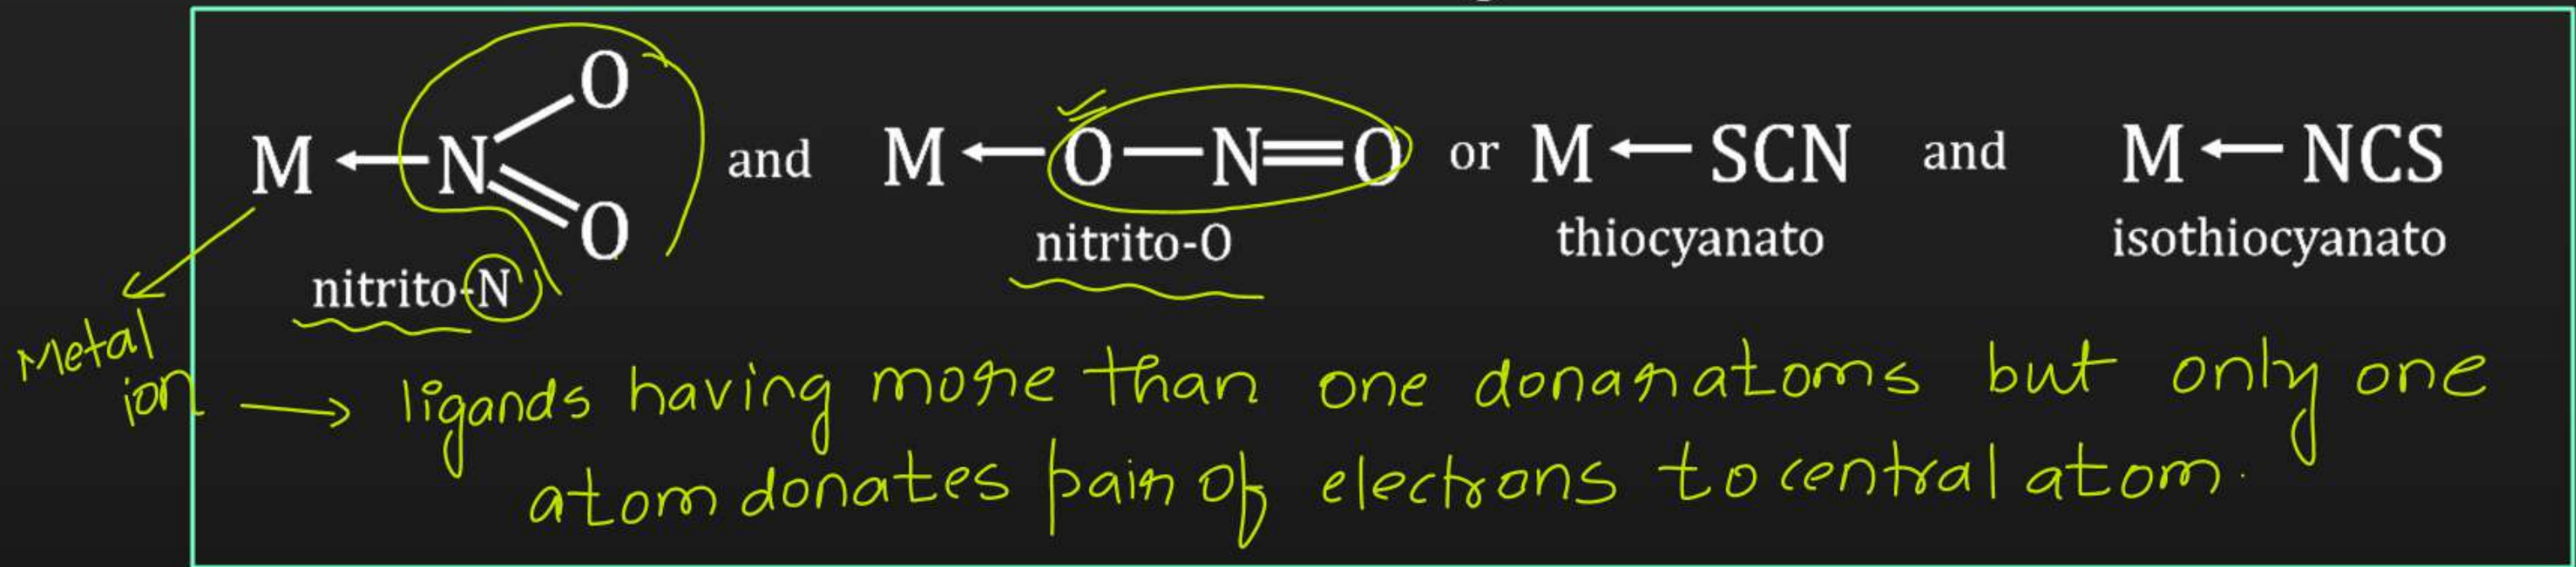 O
M ← N and M ← O — N = O or M ← SCN and M ← NCS
O
nitrito-O thiocyanato isothiocyanato
nitrito-N
Metal
ion → ligands having more than one donar atoms but only one
atom donates pair of electrons to central atom.